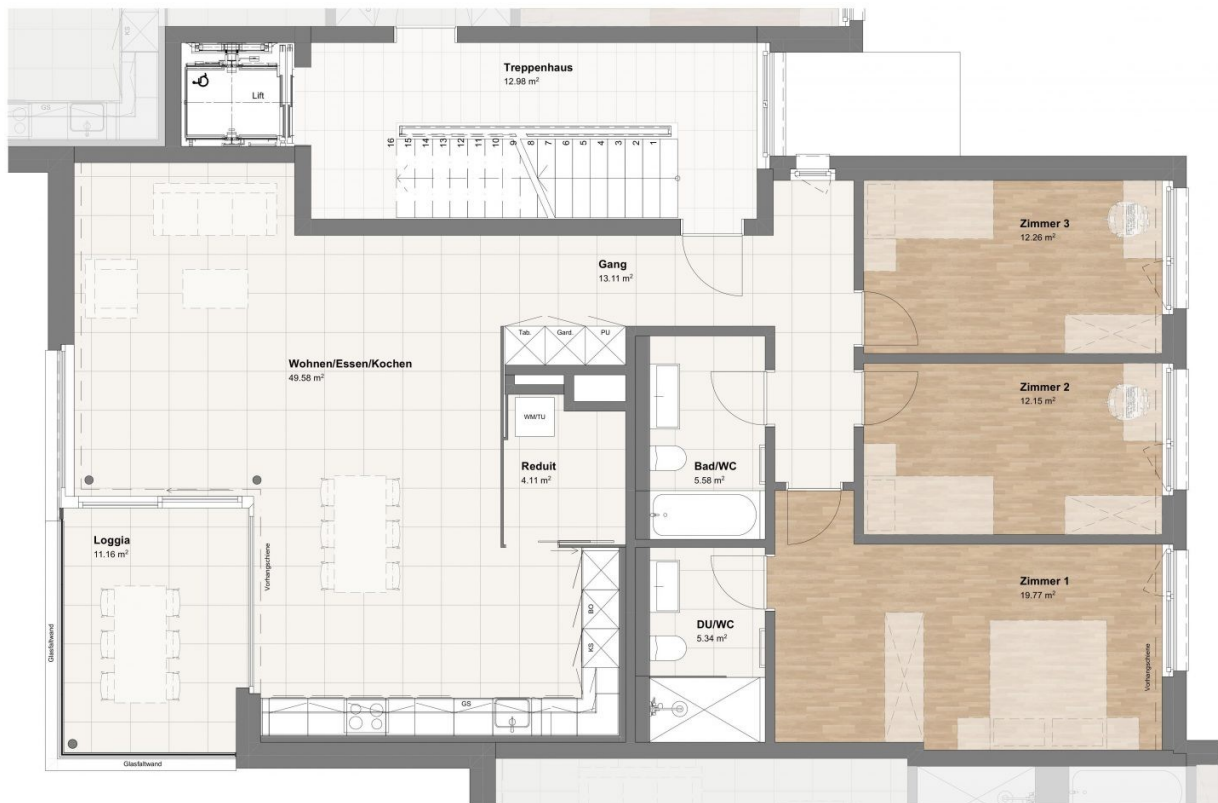 KS
GS
Lift
Treppenhaus
12.98 m²
16
15
14
13
12
11
10
9
8
7
6
5
4
3
2
1
Zimmer 3
12.26 m²
Gang
13.11 m²
Tab.
Gard.
PU
Wohnen/Essen/Kochen
49.58 m²
Zimmer 2
12.15 m²
WM/TU
Reduit
4.11 m²
Bad/WC
5.58 m²
Loggia
11.16 m²
Vorhangschiene
Zimmer 1
19.77 m²
BO
KS
DU/WC
5.34 m²
Glasfaltwand
Vorhangschiene
GS
Glasfaltwand